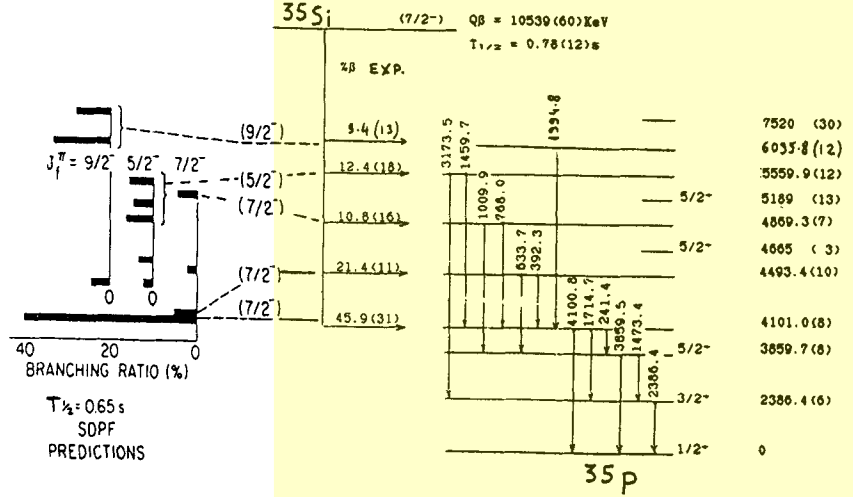 35Si (7/2-) Qβ = 10539(60)KeV
T1/2 = 0.78(12)s
%β EXP.
(9/2-) 9.4(13)
7520 (30)
6035.8(12)
Jfπ = 9/2- 5/2- 7/2-
(5/2-) 12.4(18)
5559.9(12)
5/2+ 5189 (13)
(7/2-) 10.8(16)
4869.3(7)
5/2+ 4665 ( 3)
(7/2-) 21.4(11)
4493.4(10)
0 0
(7/2-) 45.9(31)
4101.0(8)
5/2+ 3859.7(8)
3/2+ 2386.4(6)
1/2+ 0
3173.5
1459.7
1009.9
768.0
633.7
392.3
4100.8
1714.7
241.4
3859.5
1473.4
2386.4
40 20 0
BRANCHING RATIO (%)
T1/2 = 0.65 s
SDPF
PREDICTIONS
35P